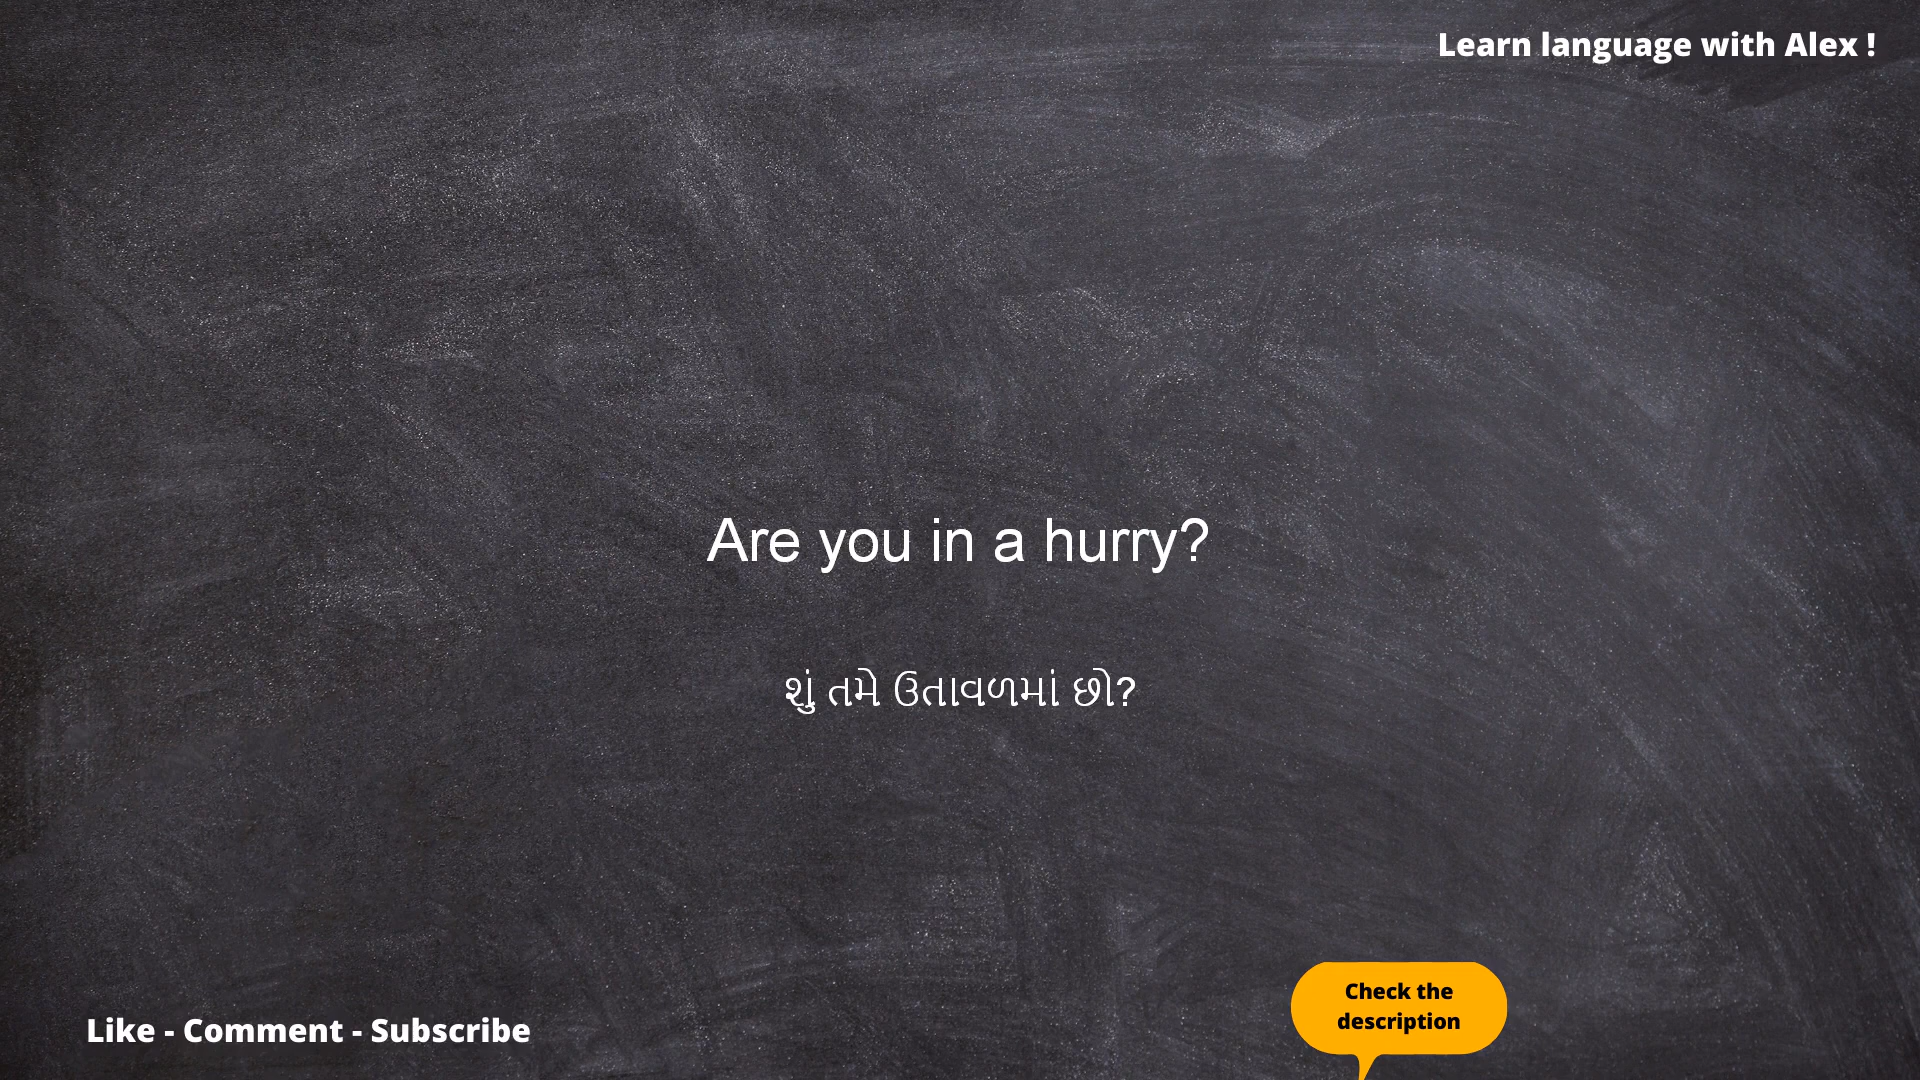 Learn language with Alex !
Are you in a hurry?
શું તમે ઉતાવળમાં છો?
Check the
description
Like - Comment - Subscribe